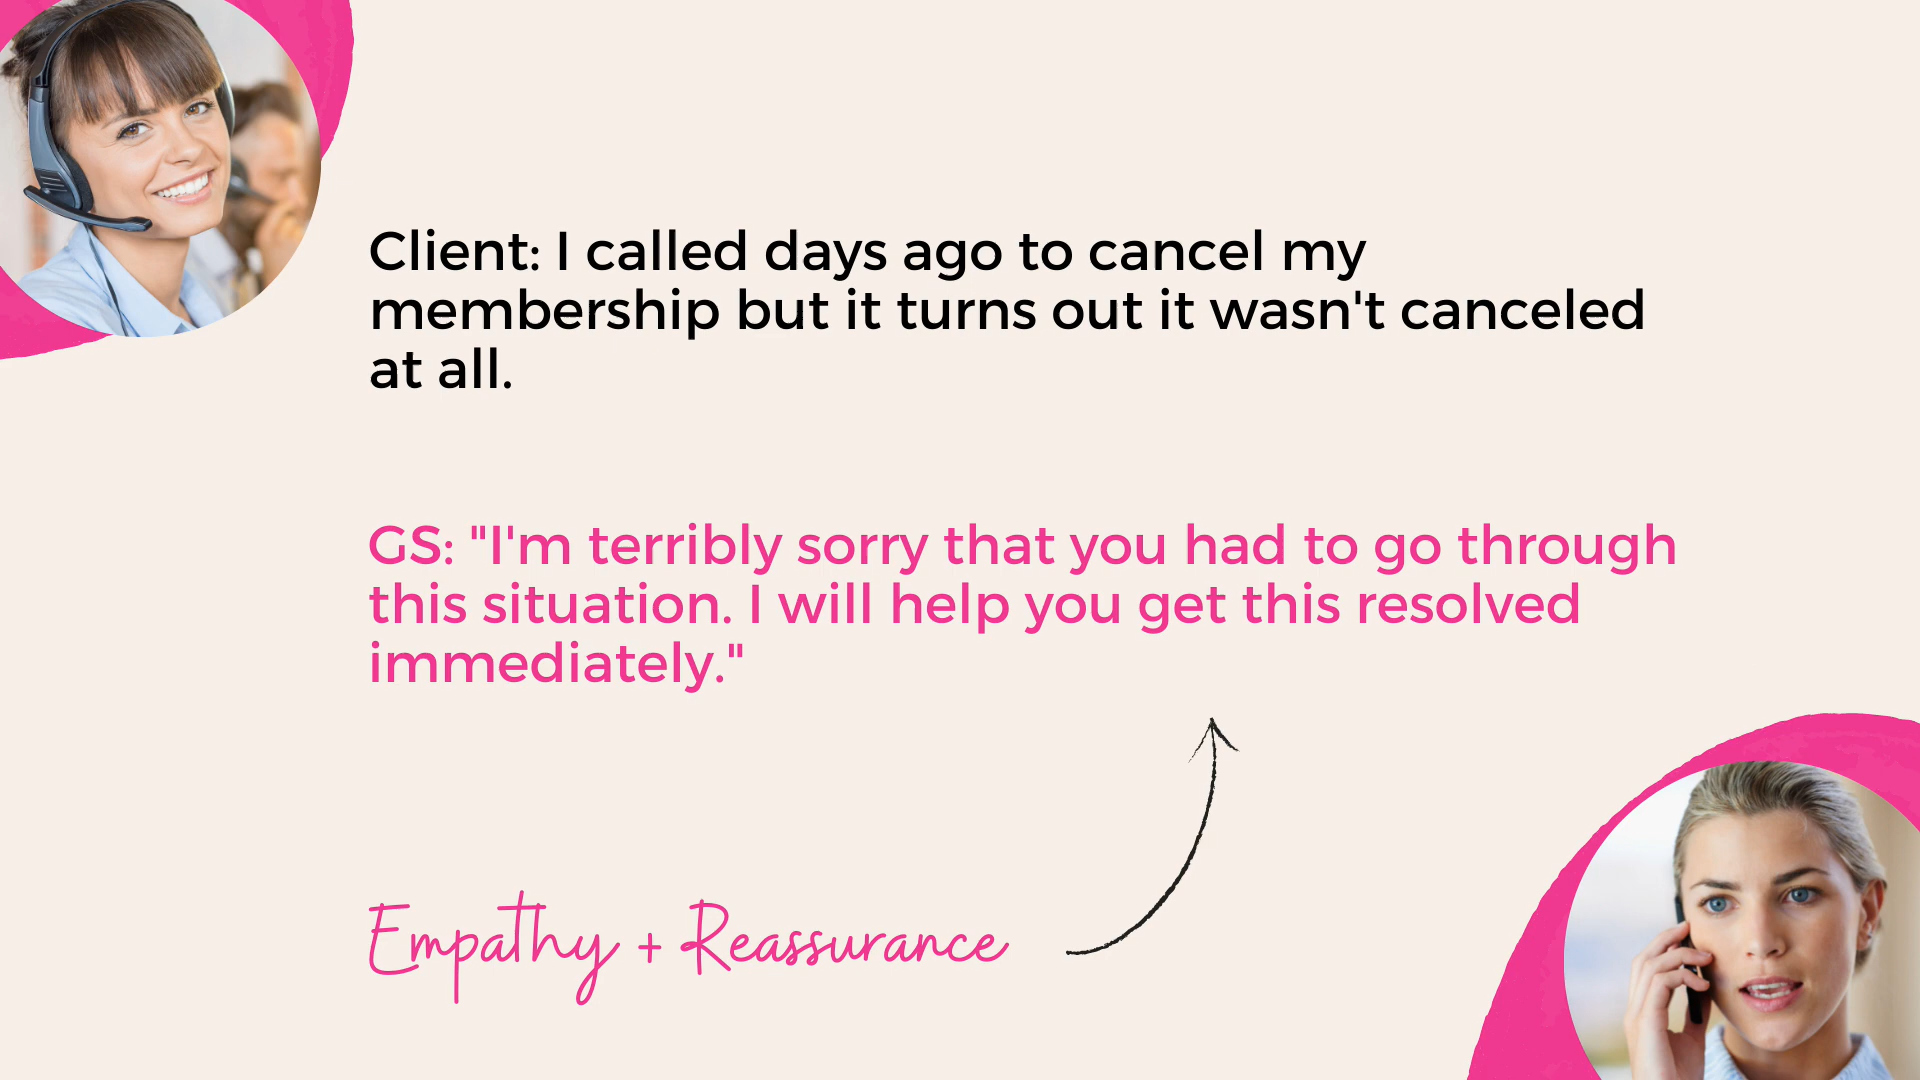 Client: I called days ago to cancel my
membership but it turns out it wasn't canceled
at all.
GS: "I'm terribly sorry that you had to go through
this situation. I will help you get this resolved
immediately."
Empathy + Reassurance